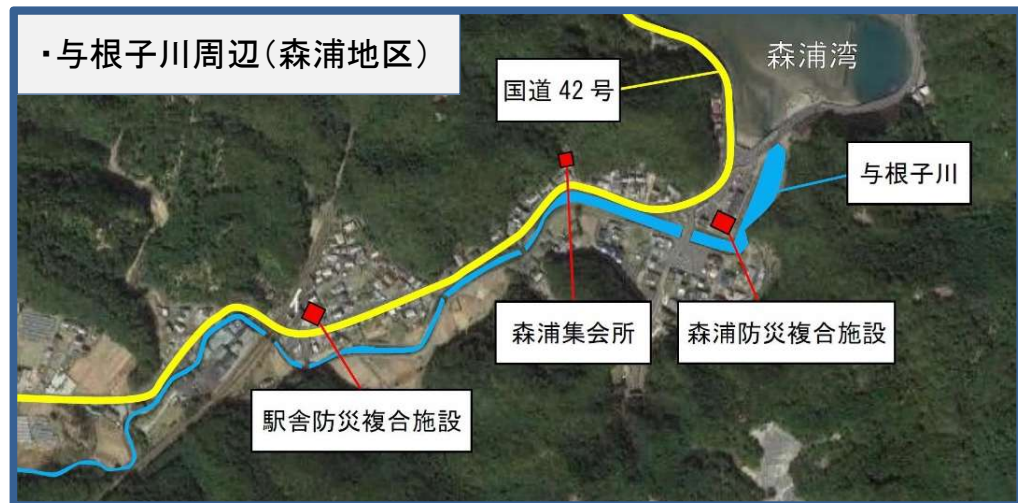 ・与根子川周辺(森浦地区)
森浦湾
国道 42 号
与根子川
森浦集会所
森浦防災複合施設
駅舎防災複合施設